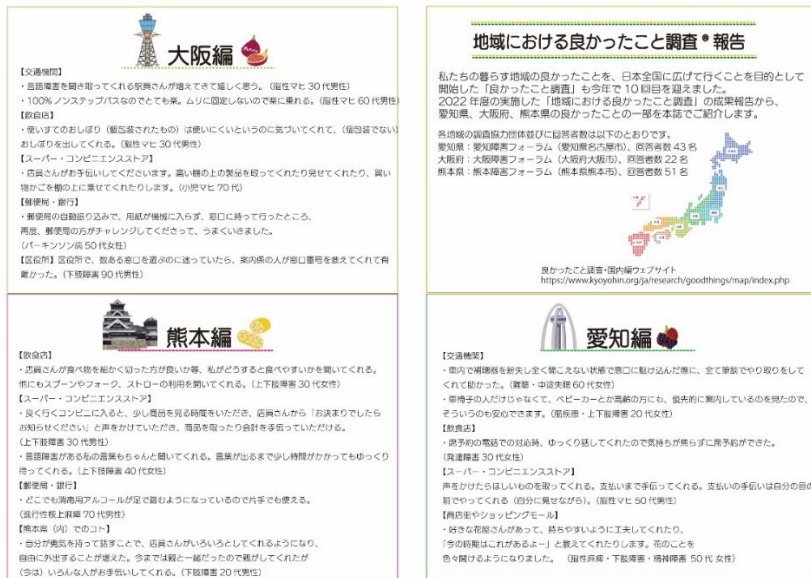 大阪編
【交通機関】
・言語障害を聞き取ってくれる駅員さんが増えてきて嬉しく思う。（脳性マヒ 30代男性）
・100%ノンステップバスなのでとても楽。ムリに固定しないので楽に乗れる。（脳性マヒ 60代男性）
【飲食店】
・使いすてのおしぼり（個包装されたもの）は使いにくいというのに気づいてくれて、（個包装でない）
おしぼりを出してくれる。（脳性マヒ 30代男性）
【スーパー・コンビニエンスストア】
・店員さんがお手伝いしてくださいます。高い棚の上の製品を取ってくれたり見せてくれたり、買い
物かごを棚の上に乗せてくれたりします。（小児マヒ 70代）
【郵便局・銀行】
・郵便局の自動振り込みで、用紙が機械に入らず、窓口に持って行ったところ、
再度、郵便局の方がチャレンジしてくださって、うまくいきました。
（パーキンソン病 50代女性）
【区役所】区役所で、数ある窓口を選ぶのに迷っていたら、案内係の人が窓口番号を教えてくれて有
難かった。（下肢障害 90代男性）
地域における良かったこと調査®報告
私たちの暮らす地域の良かったことを、日本全国に広げて行くことを目的として
開始した「良かったこと調査」も今年で 10回目を迎えました。
2022年度の実施した「地域における良かったこと調査」の成果報告から、
愛知県、大阪府、熊本県の良かったことの一部を本誌でご紹介します。
各地域の調査協力団体並びに回答者数は以下のとおりです。
愛知県：愛知障害フォーラム（愛知県名古屋市）、回答者数 43名
大阪府：大阪障害フォーラム（大阪府大阪市）、回答者数 22名
熊本県：熊本障害フォーラム（熊本県熊本市）、回答者数 51名
良かったこと調査・国内編ウェブサイト
https://www.kyoyohin.org/ja/research/goodthings/map/index.php
熊本編
【飲食店】
・店員さんが食べ物を細かく切った方が良いか等、私がどうすると食べやすいかを聞いてくれる。
他にもスプーンやフォーク、ストローの利用を聞いてくれる。（上下肢障害 30代女性）
【スーパー・コンビニエンスストア】
・良く行くコンビニに入ると、少し商品を見る時間をいただき、店員さんから「お決まりでしたら
お知らせください」と声をかけていただき、商品を取ったり会計を手伝っていただける。
（上下肢障害 30代男性）
・言語障害がある私の言葉もちゃんと聞いてくれる。言葉が出るまで少し時間がかかってもゆっくり
待ってくれる。（上下肢障害 40代女性）
【郵便局・銀行】
・どこでも消毒用アルコールが足で踏むようになっているので片手でも使える。
（進行性核上麻痺 70代男性）
【熊本県（内）でのコト】
・自分が勇気を持って話すことで、店員さんがいろいろとしてくれるようになり、
自由に外出することが増えた。今までは親と一緒だったので親がしてくれたが
（今は）いろんな人がお手伝いしてくれる。（下肢障害 20代男性）
愛知編
【交通機関】
・車内で補聴器を紛失し全く聞こえない状態で窓口に駆け込んだ際に、全て筆談でやり取りをして
くれて助かった。（難聴・中途失聴 60代女性）
・車椅子の人だけじゃなくて、ベビーカーとか高齢の方にも、優先的に案内しているのを見たので、
そういうのも安心できます。（筋疾患・上下肢障害 20代女性）
【飲食店】
・席予約の電話での対応時、ゆっくり話してくれたので気持ちが焦らずに席予約ができた。
（発達障害 30代女性）
【スーパー・コンビニエンスストア】
声をかけたらほしいものを取ってくれる。支払いまで手伝ってくれる。支払いの手伝いは自分の目の
前でやってくれる（自分に見せながら）。（脳性マヒ 50代男性）
【商店街やショッピングモール】
・好きな花屋さんがあって、持ちやすいように工夫してくれたり、
「今の時期はこれがあるよー」と教えてくれたりします。花のことを
色々聞けるようになりました。（脳性麻痺・下肢障害・精神障害 50代 女性）